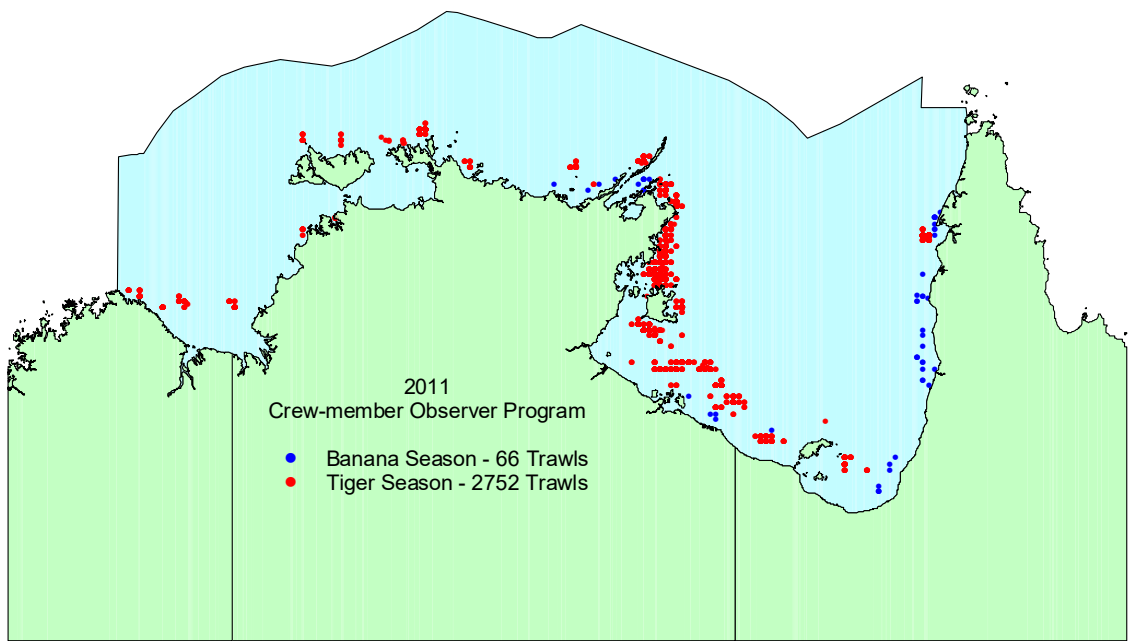 2011
Crew-member Observer Program
Banana Season - 66 Trawls
Tiger Season - 2752 Trawls